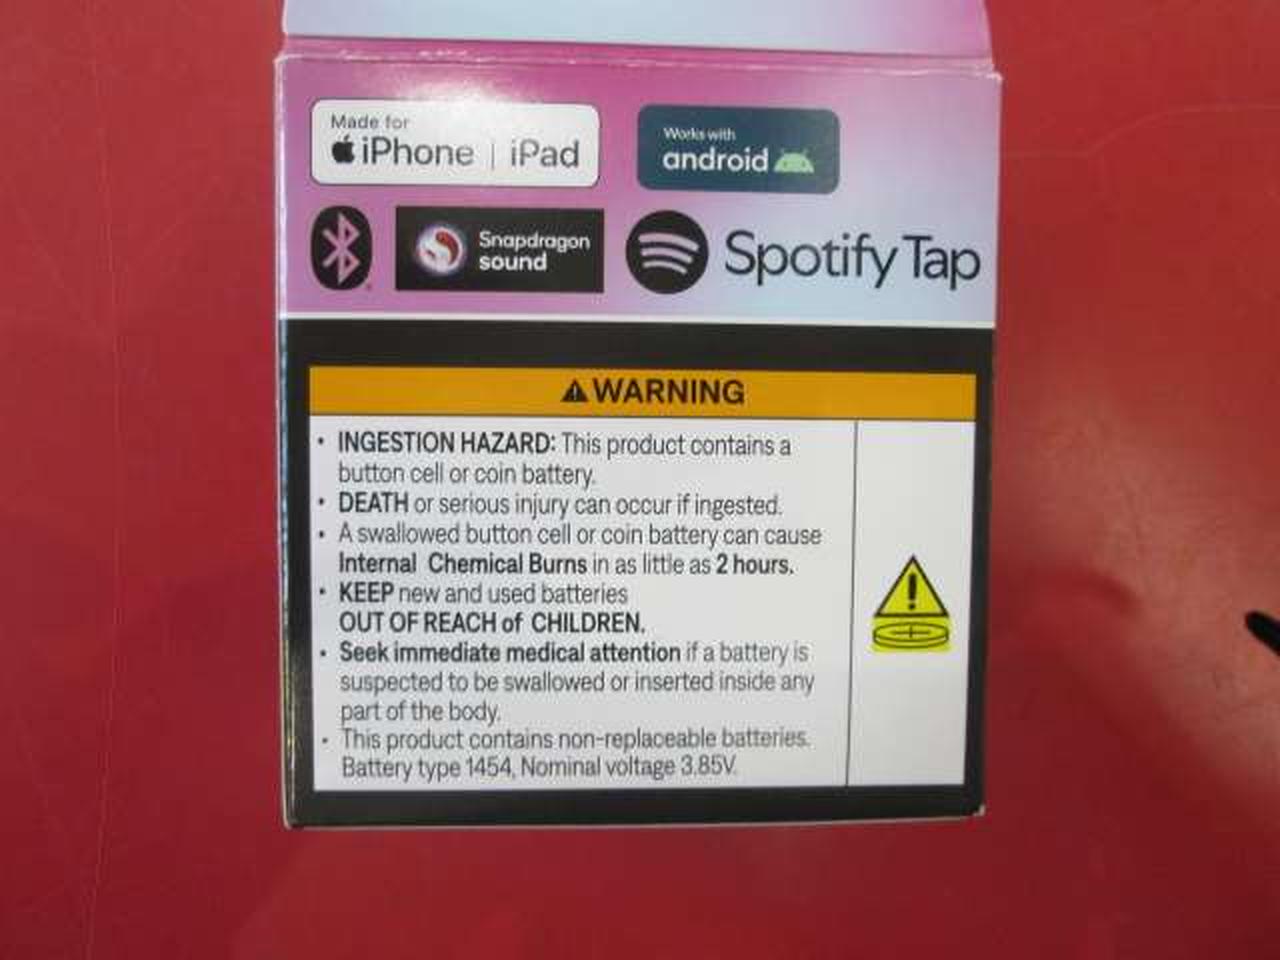 Made for
iPhone | iPad
Works with
android
Snapdragon
sound
Spotify Tap
WARNING
• INGESTION HAZARD: This product contains a
button cell or coin battery.
• DEATH or serious injury can occur if ingested.
• A swallowed button cell or coin battery can cause
Internal Chemical Burns in as little as 2 hours.
• KEEP new and used batteries
OUT OF REACH of CHILDREN.
• Seek immediate medical attention if a battery is
suspected to be swallowed or inserted inside any
part of the body.
• This product contains non-replaceable batteries.
Battery type 1454, Nominal voltage 3.85V.